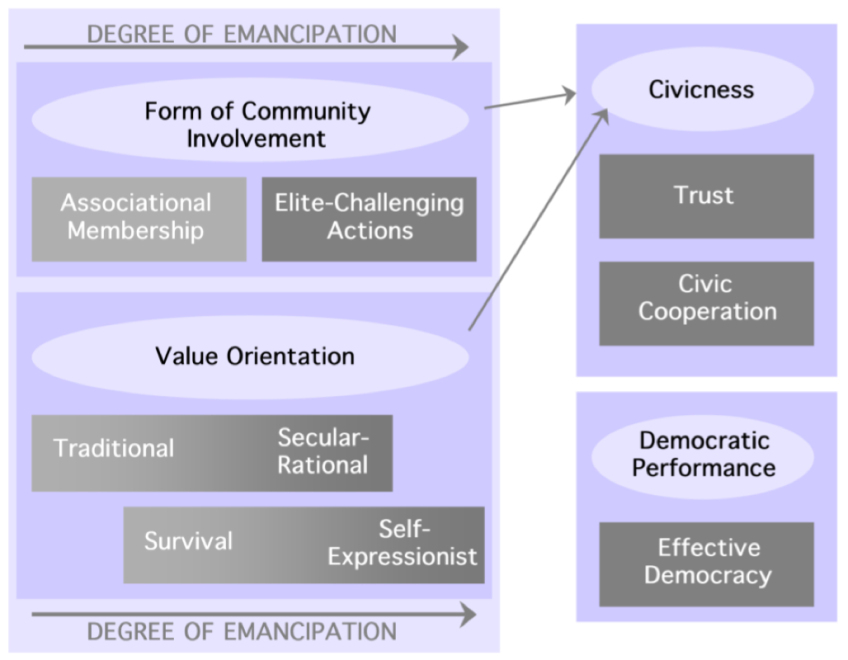 DEGREE OF EMANCIPATION
Form of Community
Involvement
Associational
Membership
Elite-Challenging
Actions
Value Orientation
Traditional
Secular-
Rational
Survival
Self-
Expressionist
DEGREE OF EMANCIPATION
Civicness
Trust
Civic
Cooperation
Democratic
Performance
Effective
Democracy